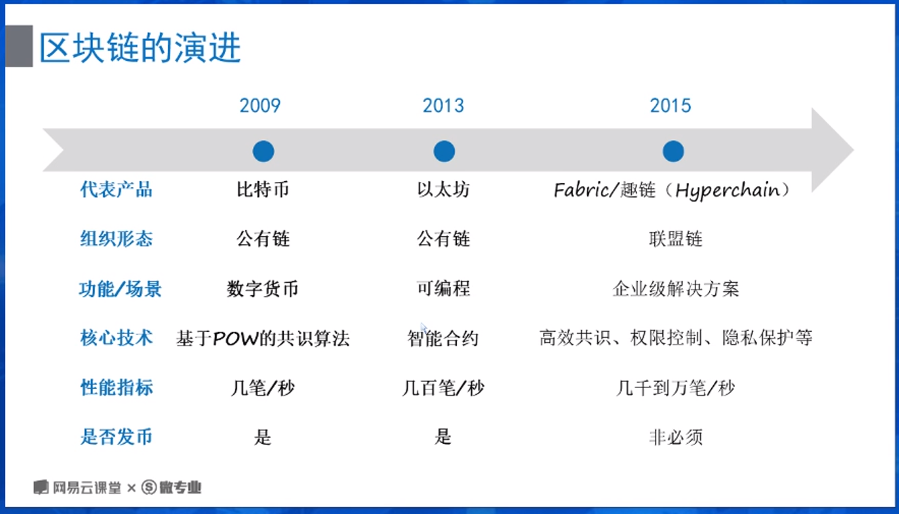 区块链的演进
2009 2013 2015
代表产品 比特币 以太坊 Fabric/趣链（Hyperchain）
组织形态 公有链 公有链 联盟链
功能/场景 数字货币 可编程 企业级解决方案
核心技术 基于POW的共识算法 智能合约 高效共识、权限控制、隐私保护等
性能指标 几笔/秒 几百笔/秒 几千到万笔/秒
是否发币 是 是 非必须
网易云课堂 × 微专业